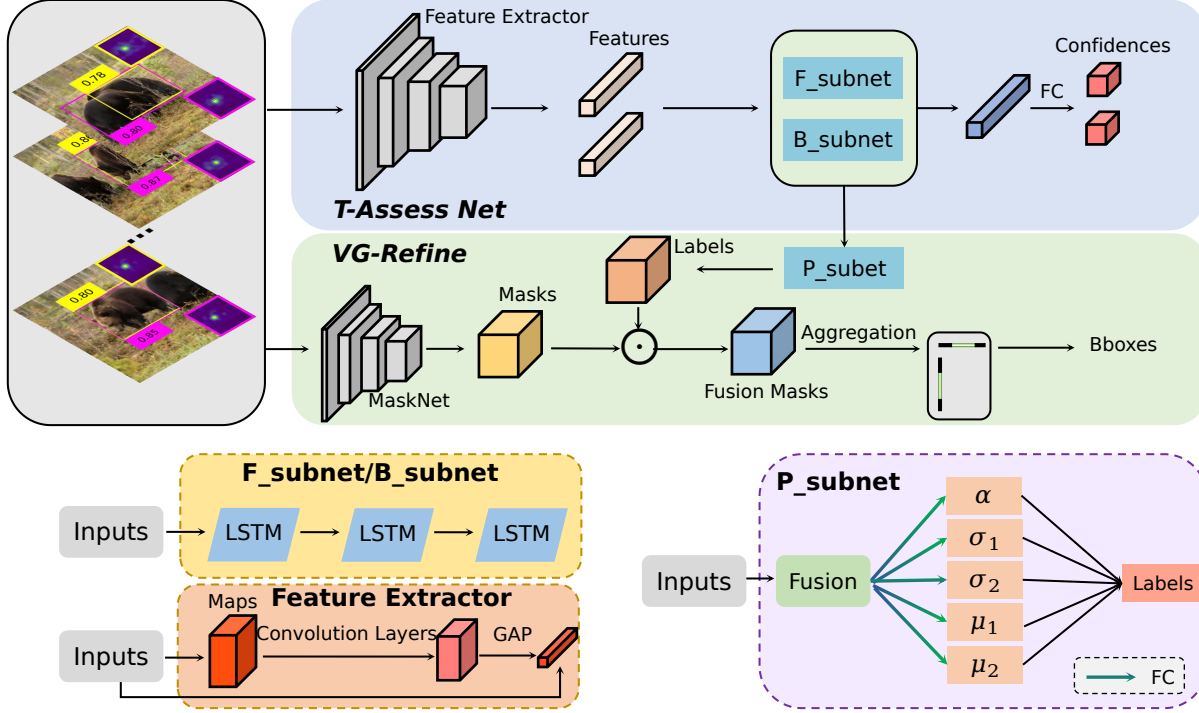 Feature Extractor
Features
F_subnet
B_subnet
FC
Confidences
T-Assess Net
0.78
0.80
0.87
0.80
0.85
VG-Refine
Labels
P_subet
Masks
MaskNet
Fusion Masks
Aggregation
Bboxes
F_subnet/B_subnet
Inputs
LSTM
LSTM
LSTM
Feature Extractor
Inputs
Maps
Convolution Layers
GAP
P_subnet
Inputs
Fusion
α
σ1
σ2
μ1
μ2
Labels
FC